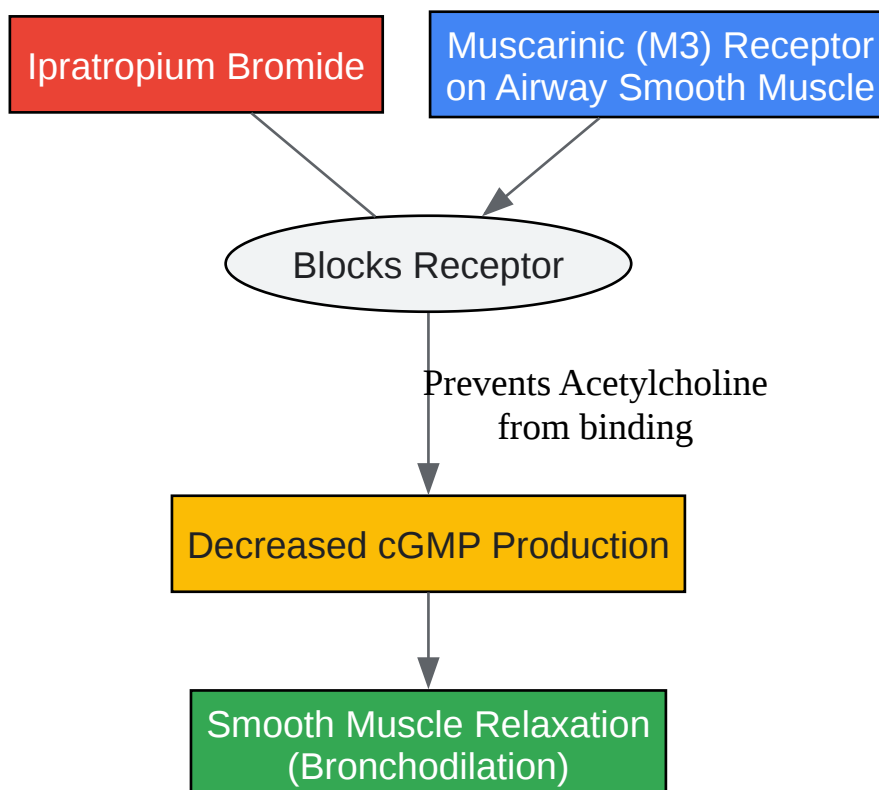 Ipratropium Bromide
Muscarinic (M3) Receptor
on Airway Smooth Muscle
Blocks Receptor
Prevents Acetylcholine
from binding
Decreased cGMP Production
Smooth Muscle Relaxation
(Bronchodilation)